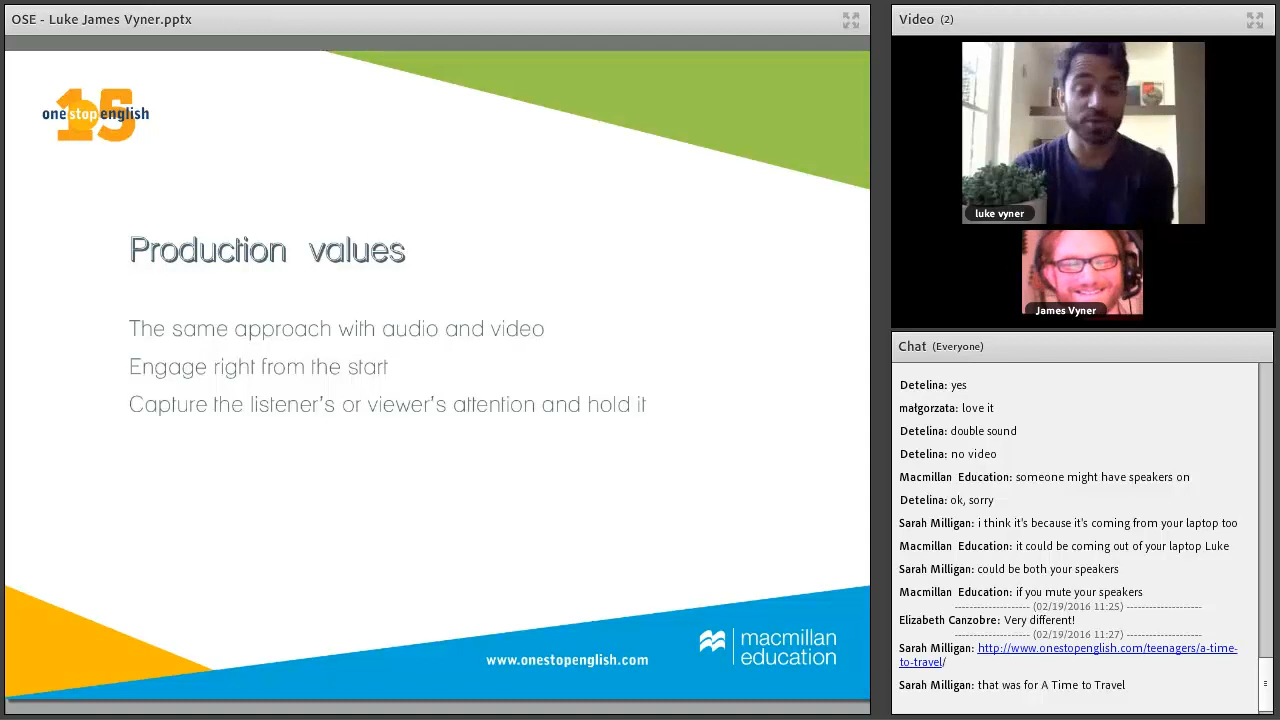 OSE - Luke James Vyner.pptx
15
onestopenglish
Production values
The same approach with audio and video
Engage right from the start
Capture the listener's or viewer's attention and hold it
www.onestopenglish.com
macmillan
education
Video (2)
luke vyner
James Vyner
Chat (Everyone)
Detelina: yes
małgorzata: love it
Detelina: double sound
Detelina: no video
Macmillan Education: someone might have speakers on
Detelina: ok, sorry
Sarah Milligan: i think it's because it's coming from your laptop too
Macmillan Education: it could be coming out of your laptop Luke
Sarah Milligan: could be both your speakers
Macmillan Education: if you mute your speakers
-------------------- (02/19/2016 11:25) --------------------
Elizabeth Canzobre: Very different!
-------------------- (02/19/2016 11:27) --------------------
Sarah Milligan: http://www.onestopenglish.com/teenagers/a-time-
to-travel/
Sarah Milligan: that was for A Time to Travel